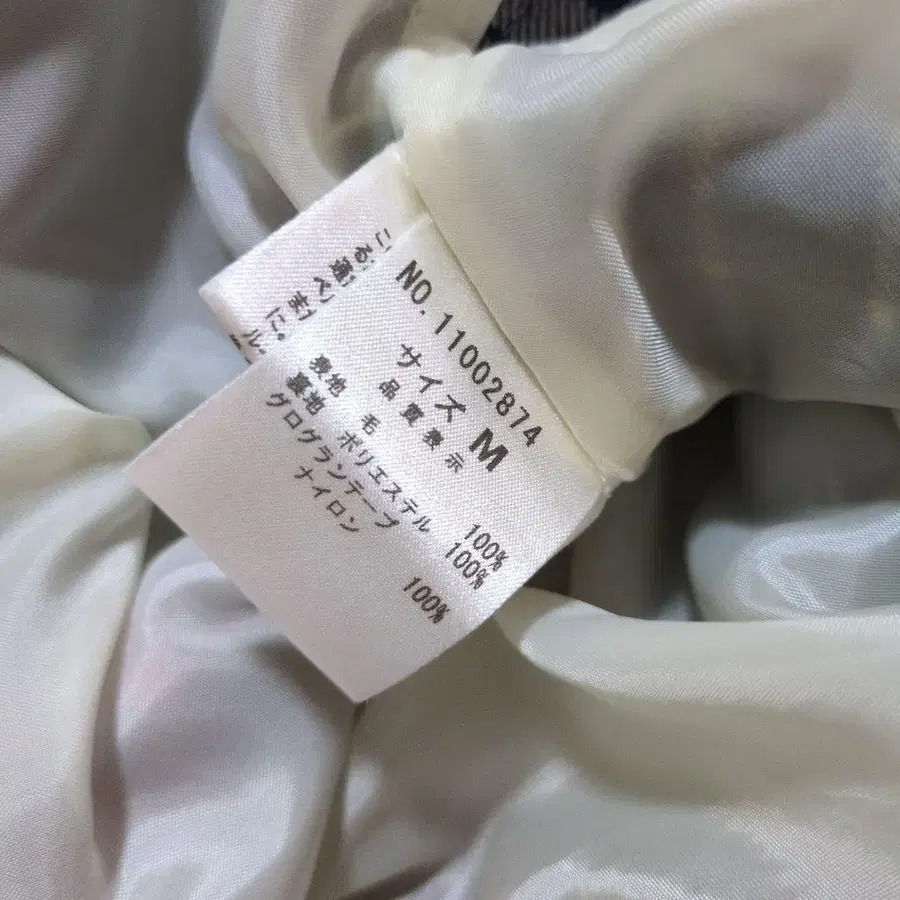 NO.11002874
サイズ M
品質表示
表地 毛 100%
裏地 ポリエステル 100%
グログランテープ
ナイロン 100%